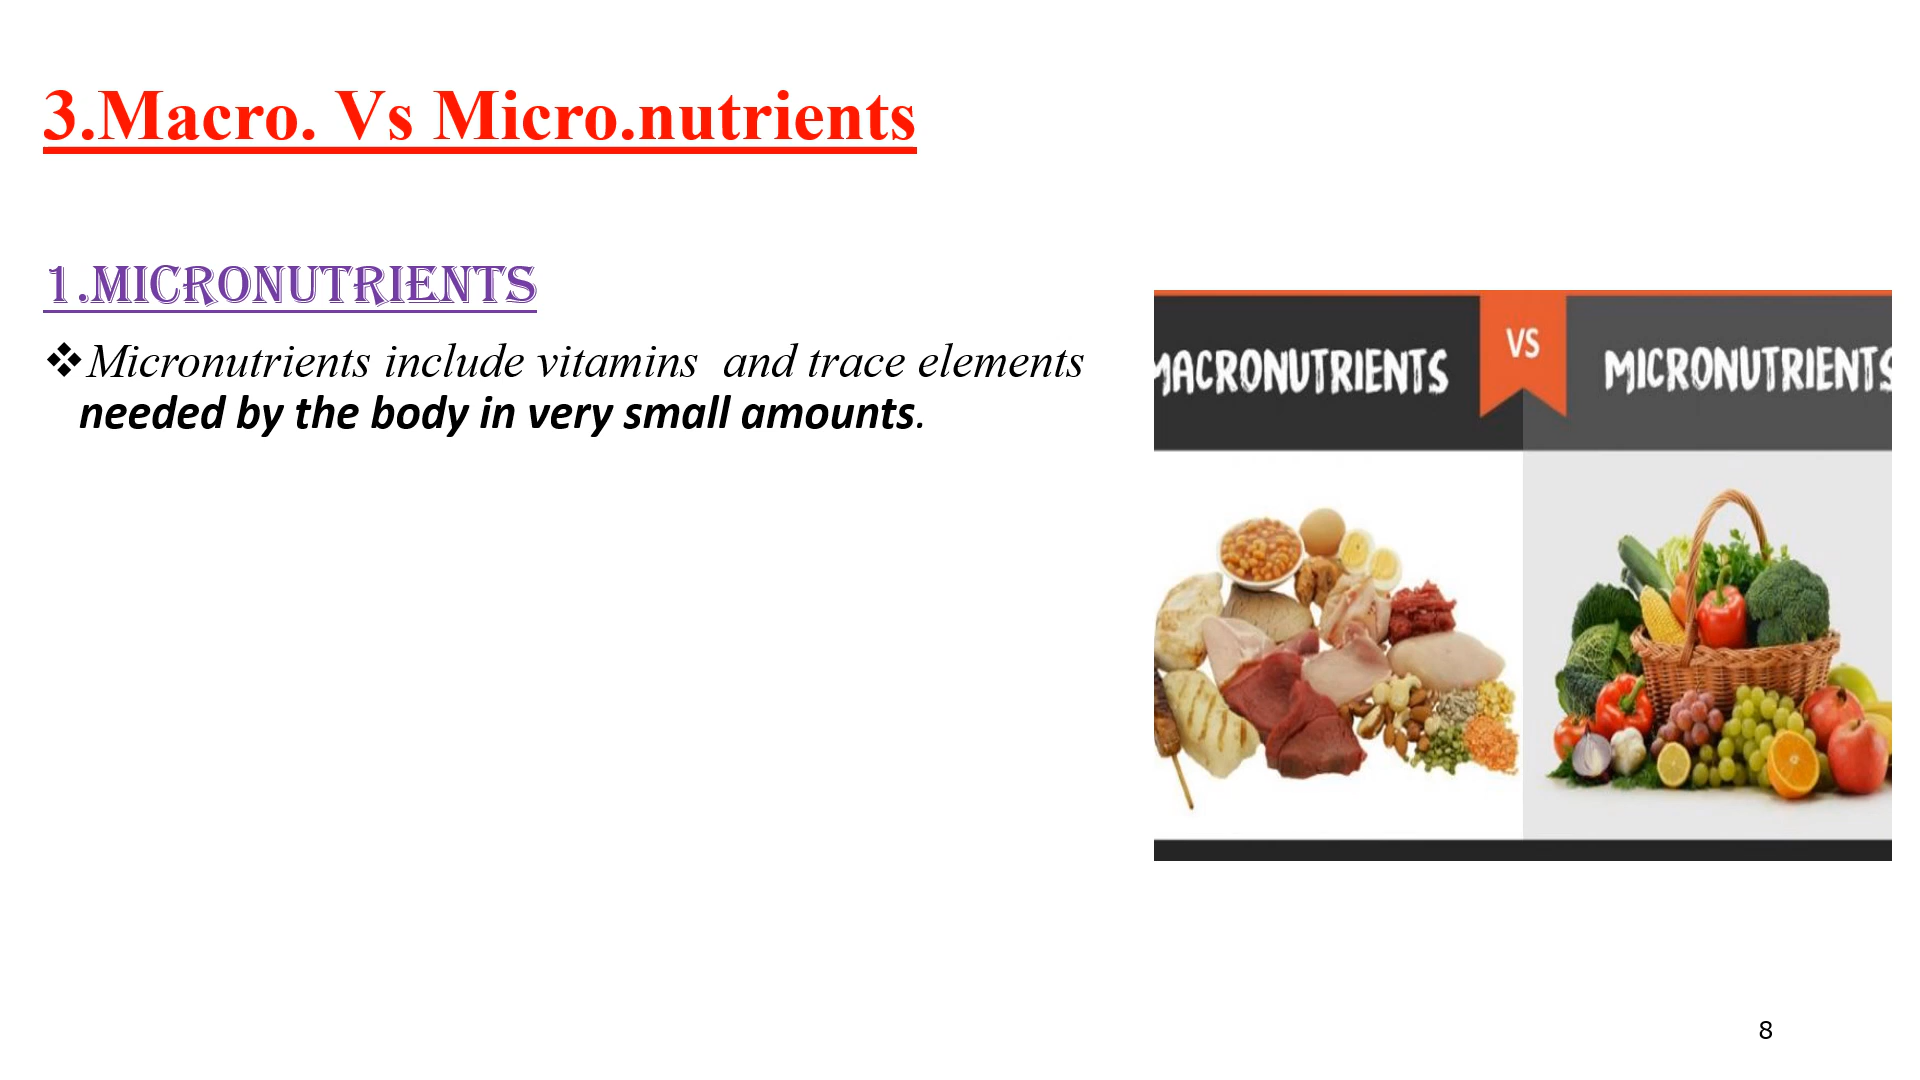 3.Macro. Vs Micro.nutrients
1.MICRONUTRIENTS
❖Micronutrients include vitamins and trace elements
needed by the body in very small amounts.
MACRONUTRIENTS
VS
MICRONUTRIENTS
8